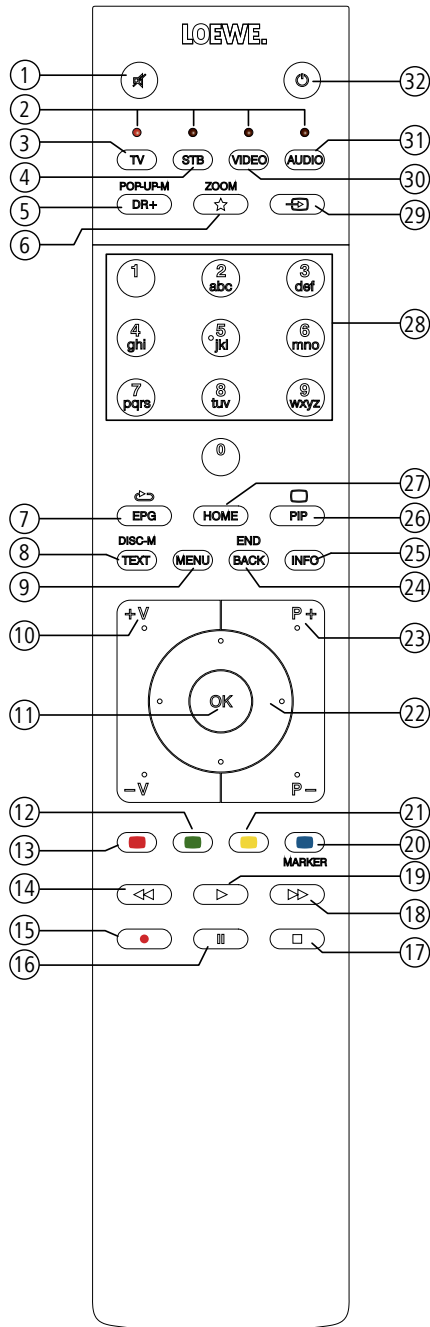 LOEWE.
1 32
2
3 TV STB VIDEO AUDIO 31
4 30
POP-UP-M ZOOM
5 DR+ 29
6
1 2 3
abc def
28
4 5 6
ghi jkl mno
7 8 9
pqrs tuv wxyz
0
27
7 EPG HOME PIP 26
DISC-M END
8 TEXT MENU BACK INFO 25
9 24
+V P+
10 23
11 OK 22
−V P−
12 21
13 20
MARKER
14 19
18
15
16 17